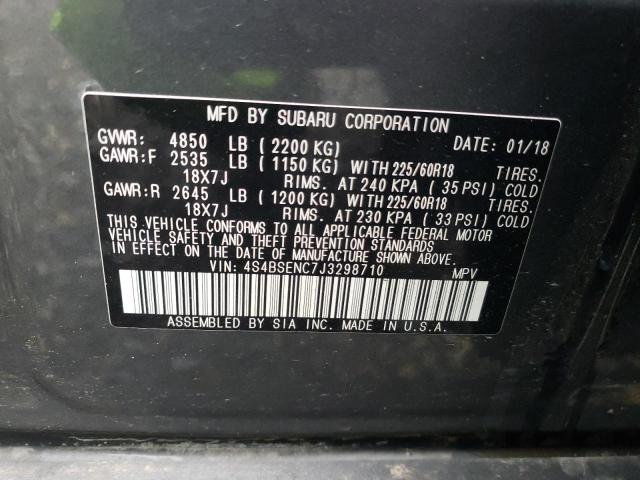 MFD BY SUBARU CORPORATION
GVWR: 4850 LB (2200 KG) DATE: 01/18
GAWR:F 2535 LB (1150 KG) WITH 225/60R18 TIRES.
18X7J RIMS. AT 240 KPA (35 PSI) COLD
GAWR:R 2645 LB (1200 KG) WITH 225/60R18 TIRES.
18X7J RIMS. AT 230 KPA (33 PSI) COLD
THIS VEHICLE CONFORMS TO ALL APPLICABLE FEDERAL MOTOR
VEHICLE SAFETY AND THEFT PREVENTION STANDARDS
IN EFFECT ON THE DATE OF MANUFACTURE SHOWN ABOVE.
VIN: 4S4BSENC7J3298710 MPV
ASSEMBLED BY SIA INC. MADE IN U.S.A.